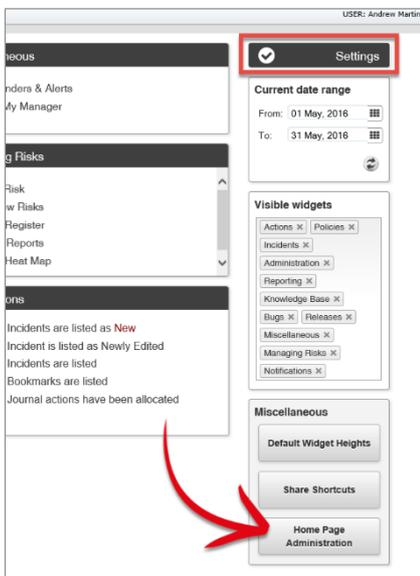 USER: Andrew Martin
neous
nders & Alerts
My Manager
g Risks
Risk
w Risks
Register
Reports
Heat Map
ons
Incidents are listed as New
Incident is listed as Newly Edited
Incidents are listed
Bookmarks are listed
Journal actions have been allocated
Settings
Current date range
From: 01 May, 2016
To: 31 May, 2016
Visible widgets
Actions × Policies ×
Incidents ×
Administration ×
Reporting ×
Knowledge Base ×
Bugs × Releases ×
Miscellaneous ×
Managing Risks ×
Notifications ×
Miscellaneous
Default Widget Heights
Share Shortcuts
Home Page
Administration